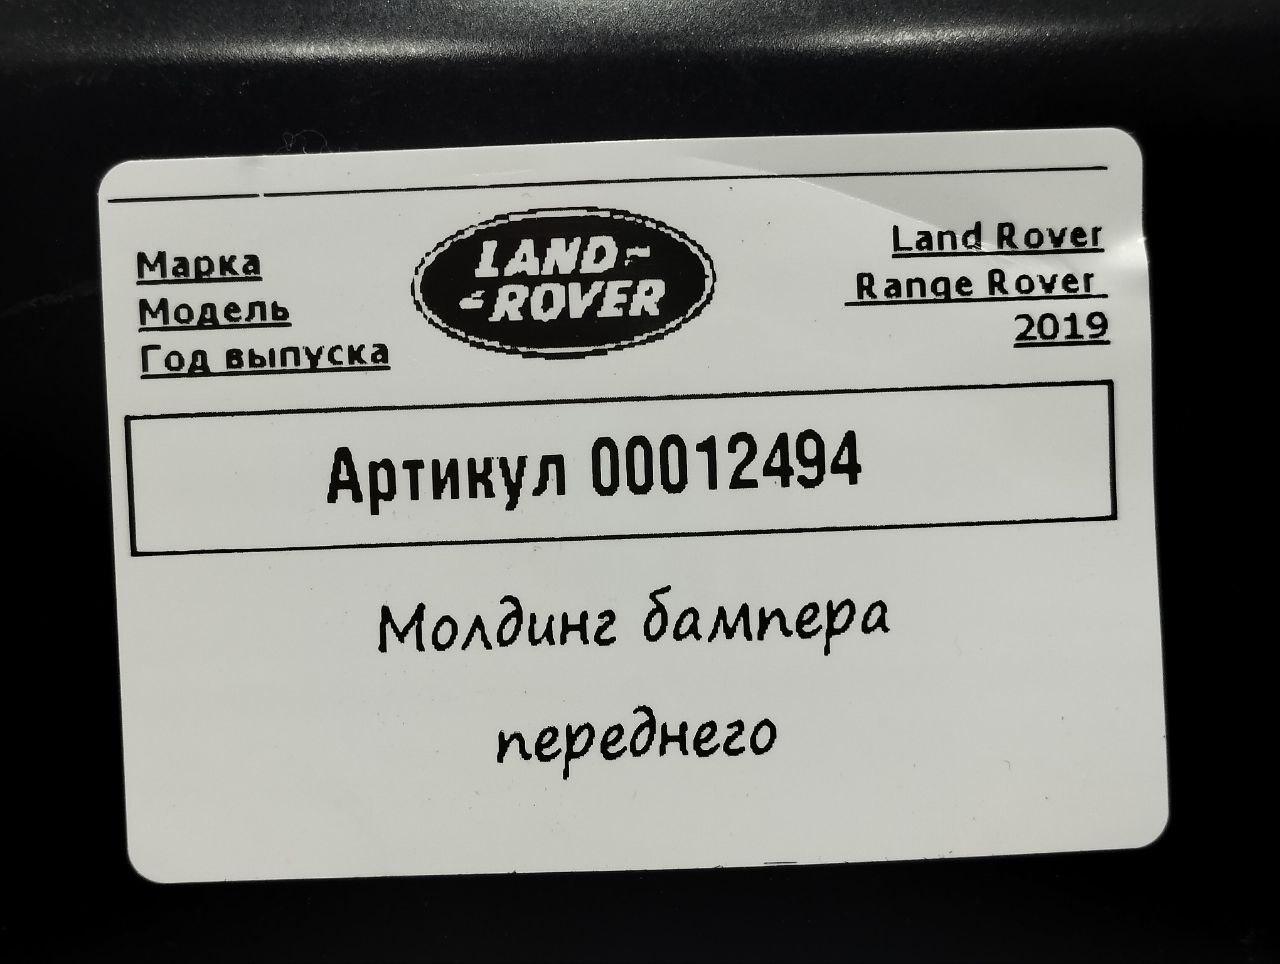 Марка
Модель
Год выпуска
LAND-
-ROVER
Land Rover
Range Rover
2019
Артикул 00012494
Молдинг бампера
переднего